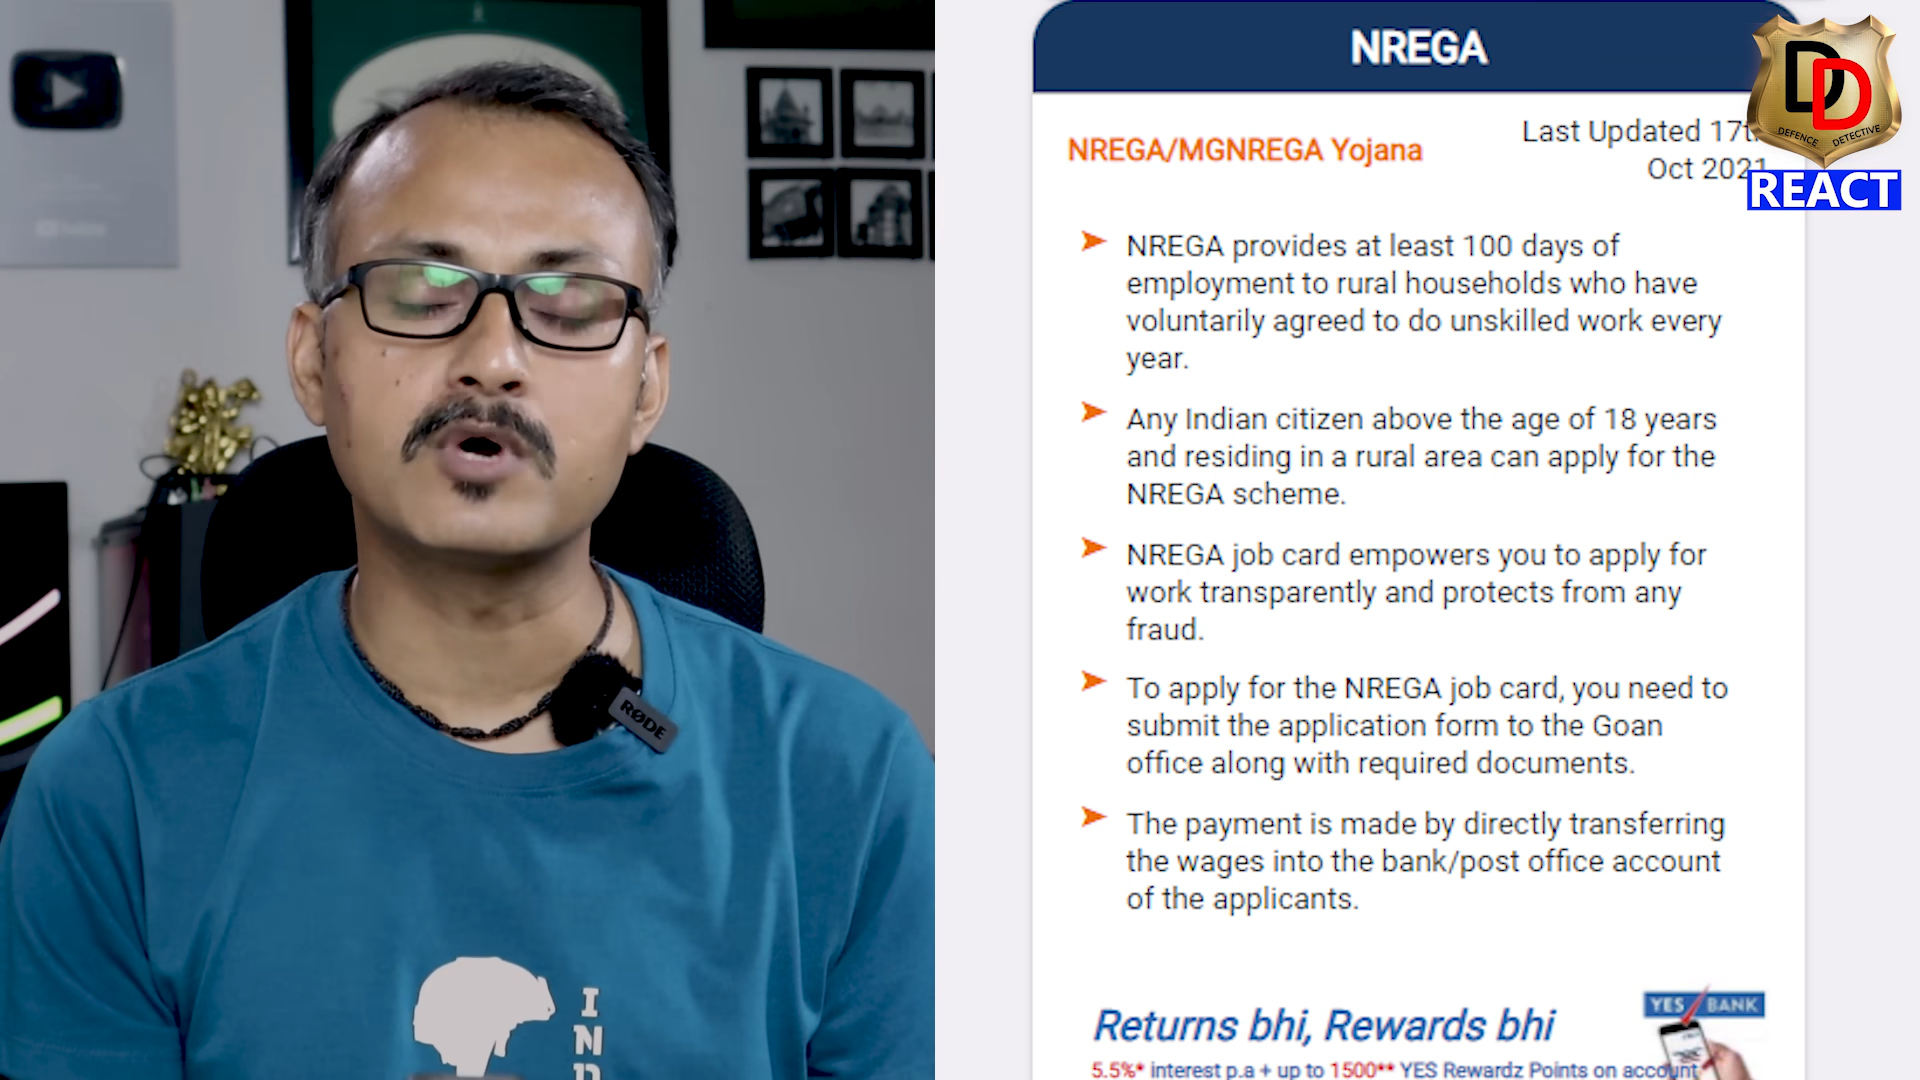 NREGA
NREGA/MGNREGA Yojana
Last Updated 17th
Oct 2021
DD
DEFENCE DETECTIVE
REACT
NREGA provides at least 100 days of
employment to rural households who have
voluntarily agreed to do unskilled work every
year.
Any Indian citizen above the age of 18 years
and residing in a rural area can apply for the
NREGA scheme.
NREGA job card empowers you to apply for
work transparently and protects from any
fraud.
To apply for the NREGA job card, you need to
submit the application form to the Goan
office along with required documents.
The payment is made by directly transferring
the wages into the bank/post office account
of the applicants.
Returns bhi, Rewards bhi
YES BANK
5.5%* interest p.a + up to 1500** YES Rewardz Points on account
RØDE
IND